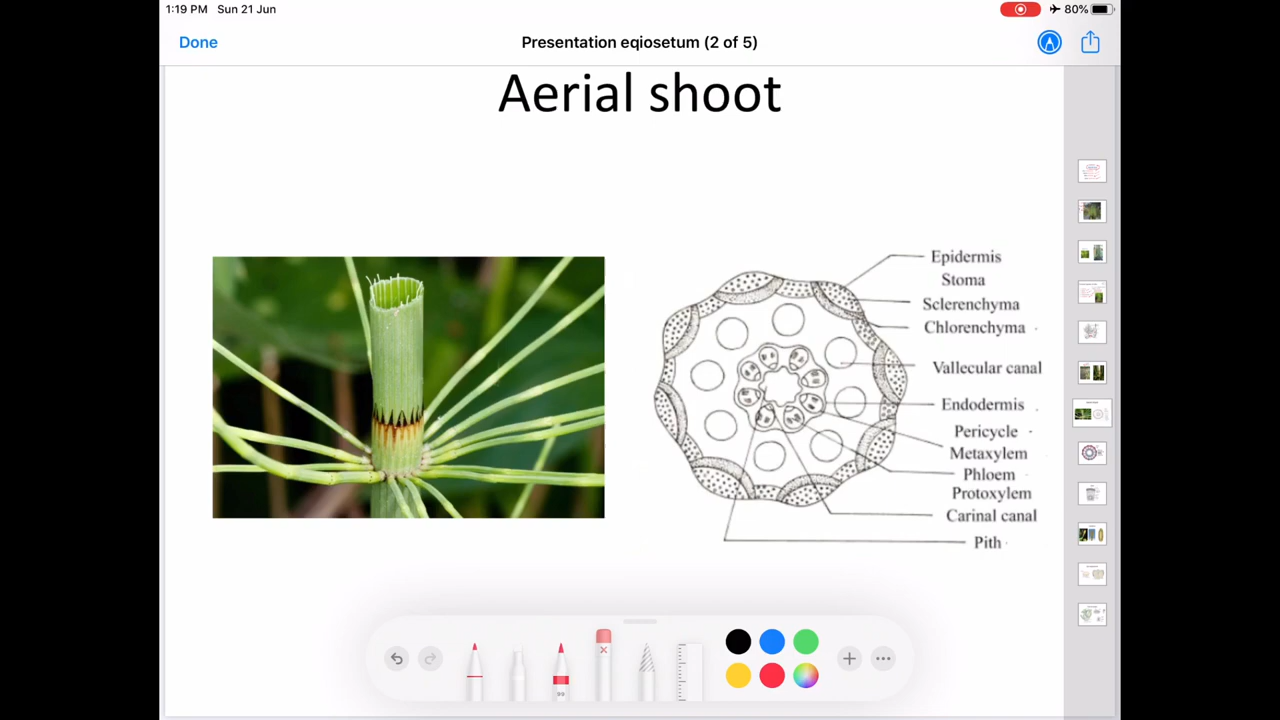 1:19 PM Sun 21 Jun
80%
Done
Presentation eqiosetum (2 of 5)
Aerial shoot
Epidermis
Stoma
Sclerenchyma
Chlorenchyma
Vallecular canal
Endodermis
Pericycle
Metaxylem
Phloem
Protoxylem
Carinal canal
Pith